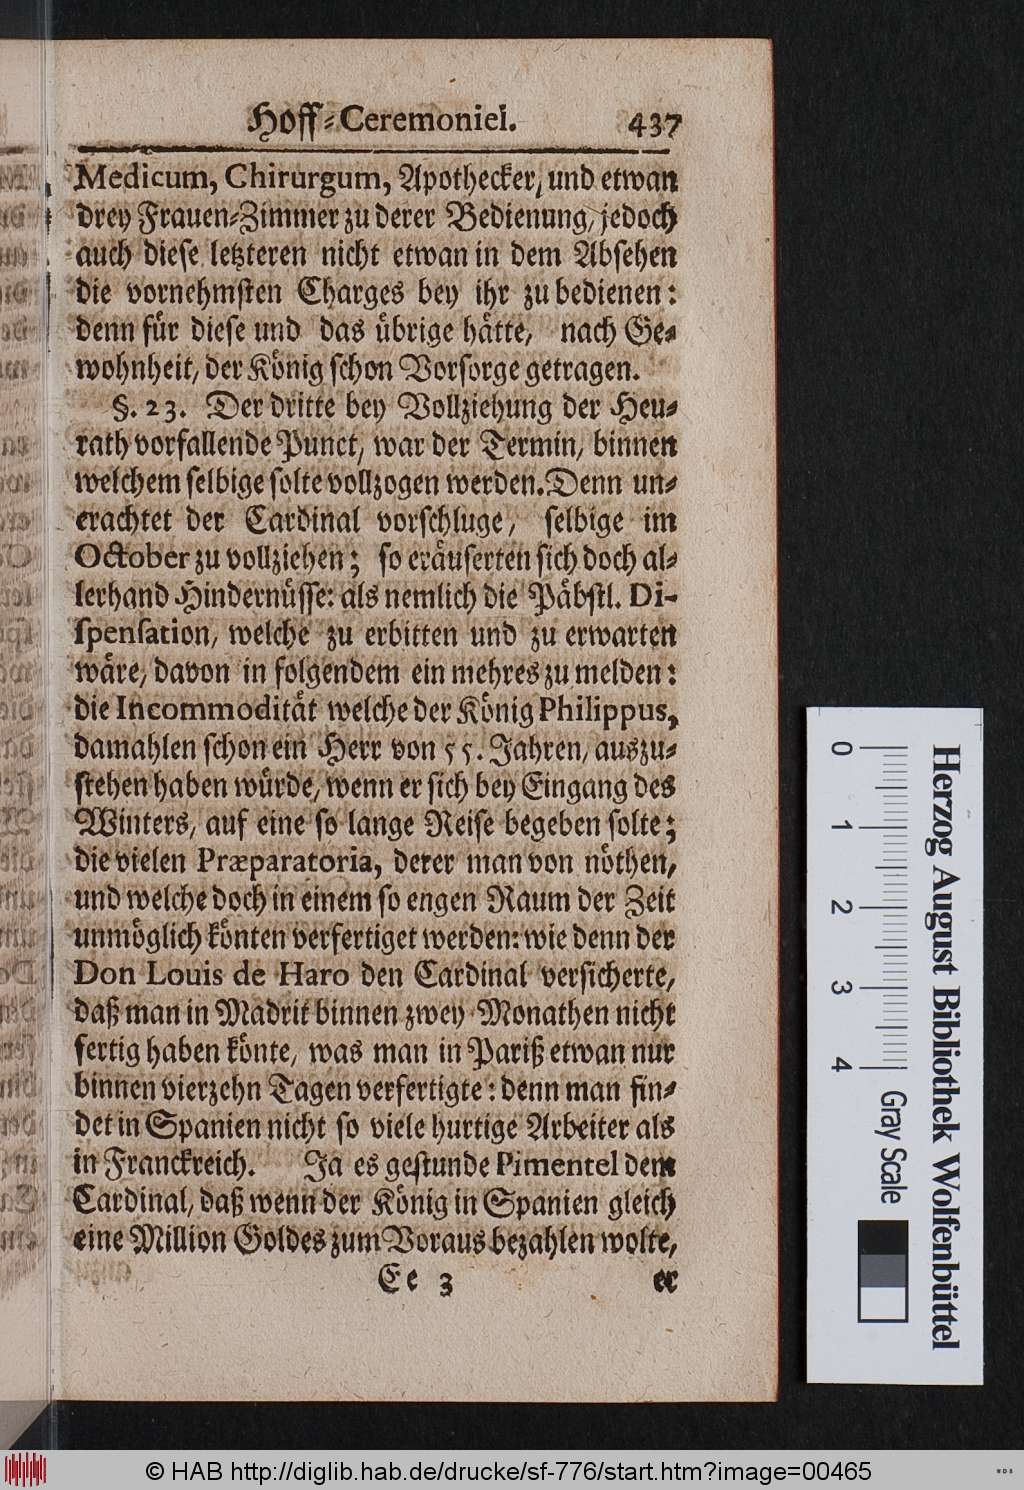 Hoff-Ceremoniel. 437
Medicum, Chirurgum, Apothecker, und etwan
drey Frauen-Zimmer zu derer Bedienung, jedoch
auch diese letzteren nicht etwan in dem Absehen
die vornehmsten Charges bey ihr zu bedienen:
denn für diese und das übrige hätte, nach Ge-
wohnheit, der König schon Vorsorge getragen.
§. 23. Der dritte bey Vollziehung der Heu-
rath vorfallende Punct, war der Termin, binnen
welchem selbige solte vollzogen werden. Denn un-
erachtet der Cardinal vorschluge, selbige im
October zu vollziehen; so eräuserten sich doch al-
lerhand Hindernüsse: als nemlich die Päbstl. Di-
spensation, welche zu erbitten und zu erwarten
wäre, davon in folgendem ein mehres zu melden:
die Incommodität welche der König Philippus,
damahlen schon ein Herr von 55. Jahren, auszu-
stehen haben würde, wenn er sich bey Eingang des
Winters, auf eine so lange Reise begeben solte;
die vielen Præparatoria, derer man von nöthen,
und welche doch in einem so engen Raum der Zeit
unmöglich könten verfertiget werden: wie denn der
Don Louis de Haro den Cardinal versicherte,
daß man in Madrit binnen zwey Monathen nicht
fertig haben könte, was man in Pariß etwan nur
binnen vierzehn Tagen verfertigte: denn man fin-
det in Spanien nicht so viele hurtige Arbeiter als
in Franckreich. Ja es gestunde Pimentel dem
Cardinal, daß wenn der König in Spanien gleich
eine Million Goldes zum Voraus bezahlen wolte,
Ee 3 er
Herzog August Bibliothek Wolfenbüttel
0 1 2 3 4 Gray Scale
© HAB http://diglib.hab.de/drucke/sf-776/start.htm?image=00465